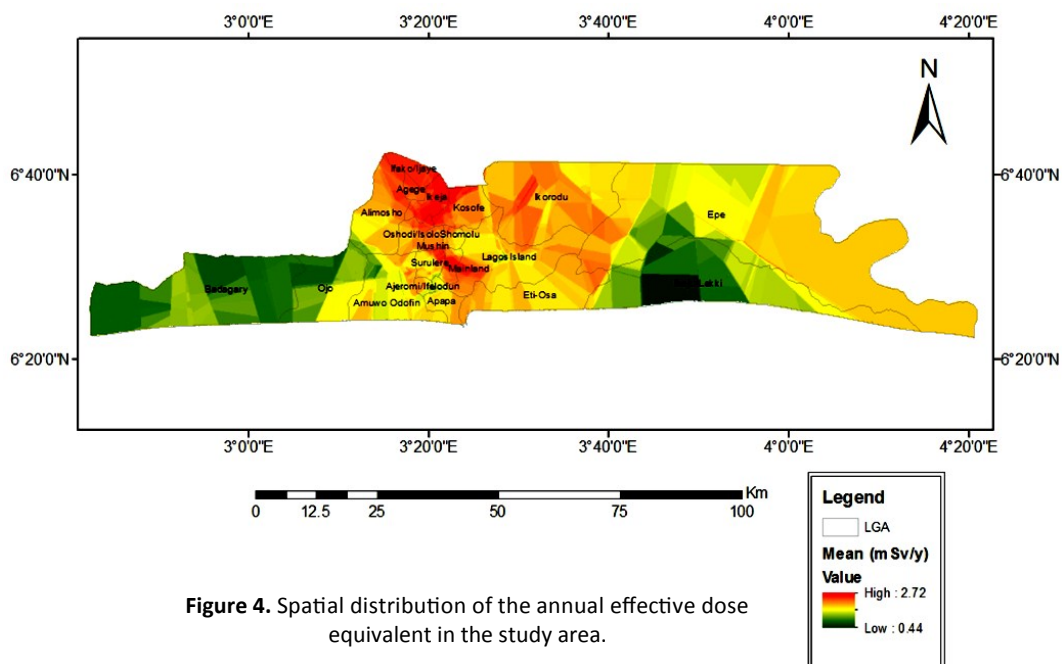 3°0'0"E 3°20'0"E 3°40'0"E 4°0'0"E 4°20'0"E
N
6°40'0"N 6°40'0"N
Ifako/Ijaye
Agege
Ikeja
Ikorodu
Alimosho
Kosofe
Epe
Oshodi/IsoloShomolu
Mushin
Lagos Island
Surulere
Mainland
Badagary
Ojo
Ajeromi/Ifelodun
Lekki
Eti-Osa
Amuwo Odofin
Apapa
6°20'0"N 6°20'0"N
3°0'0"E 3°20'0"E 3°40'0"E 4°0'0"E 4°20'0"E
Km
0 12.5 25 50 75 100
Legend
LGA
Mean (mSv/y)
Value
High : 2.72
Low : 0.44
Figure 4. Spatial distribution of the annual effective dose
equivalent in the study area.